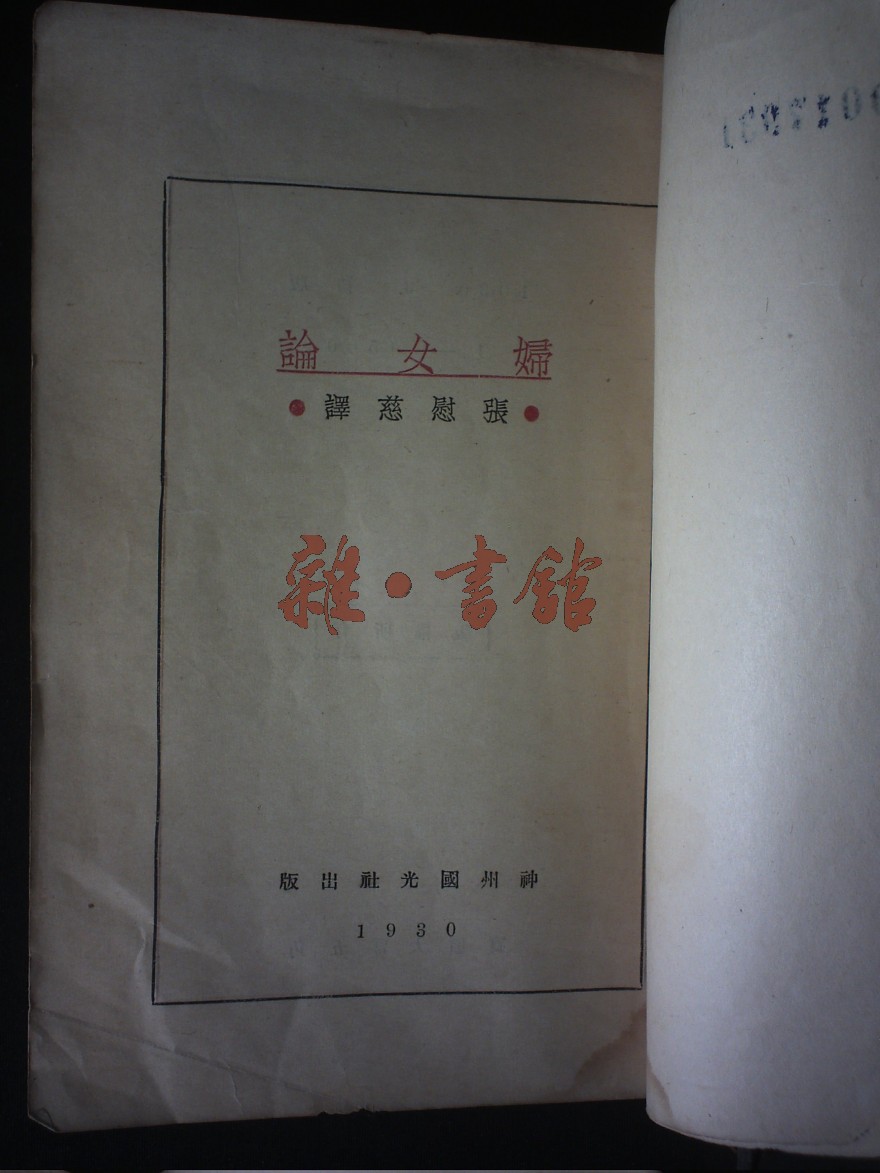 婦女論
●張慰慈譯●
雜·書館
神州國光社出版
1930